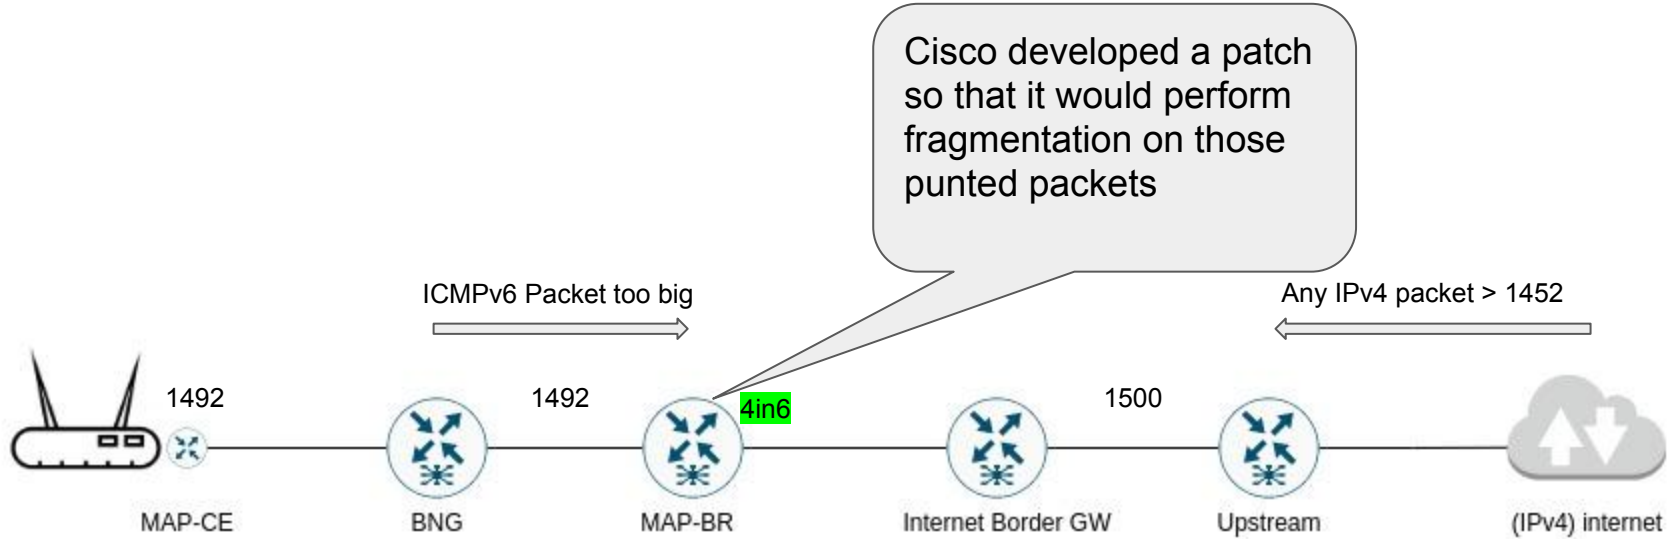 Cisco developed a patch
so that it would perform
fragmentation on those
punted packets
ICMPv6 Packet too big
Any IPv4 packet > 1452
1492
1492
4in6
1500
MAP-CE
BNG
MAP-BR
Internet Border GW
Upstream
(IPv4) internet